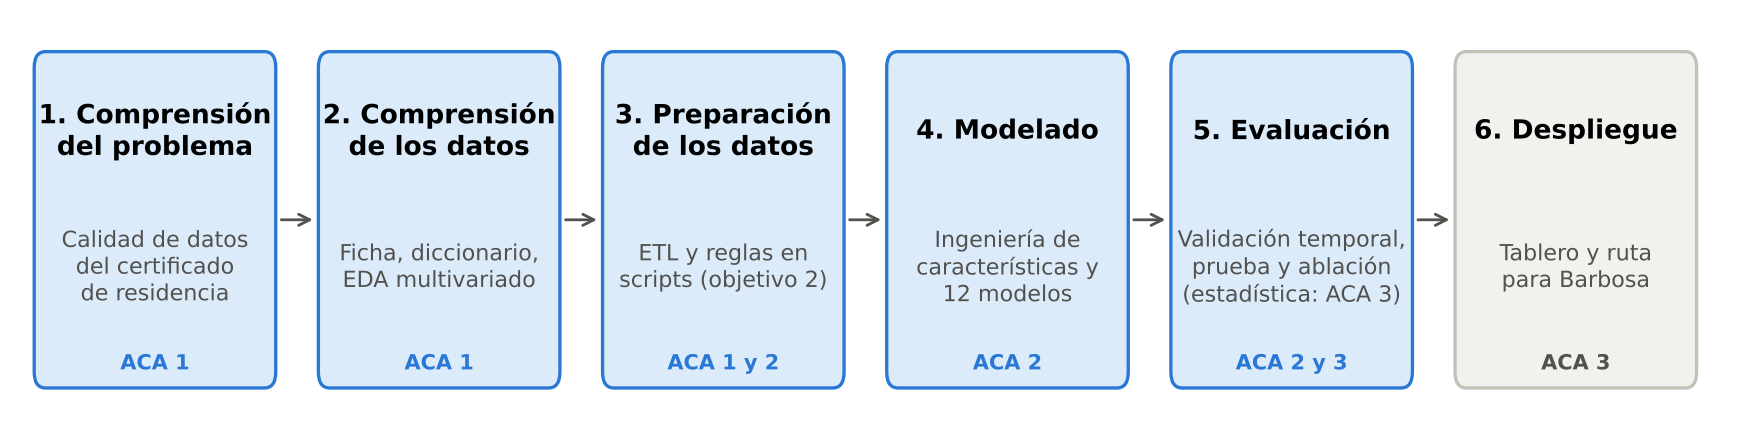 1. Comprensión
del problema
Calidad de datos
del certificado
de residencia
ACA 1
2. Comprensión
de los datos
Ficha, diccionario,
EDA multivariado
ACA 1
3. Preparación
de los datos
ETL y reglas en
scripts (objetivo 2)
ACA 1 y 2
4. Modelado
Ingeniería de
características y
12 modelos
ACA 2
5. Evaluación
Validación temporal,
prueba y ablación
(estadística: ACA 3)
ACA 2 y 3
6. Despliegue
Tablero y ruta
para Barbosa
ACA 3